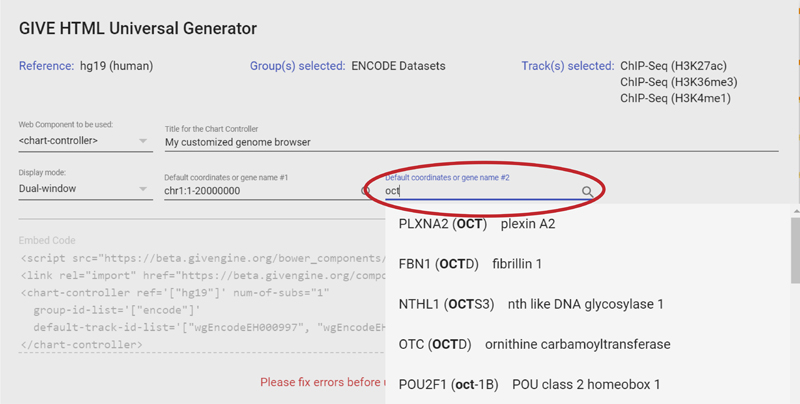 GIVE HTML Universal Generator
Reference: hg19 (human) Group(s) selected: ENCODE Datasets Track(s) selected: ChIP-Seq (H3K27ac)
ChIP-Seq (H3K36me3)
ChIP-Seq (H3K4me1)
Web Component to be used: Title for the Chart Controller
<chart-controller> My customized genome browser
Display mode: Default coordinates or gene name #1 Default coordinates or gene name #2
Dual-window chr1:1-20000000 oct
PLXNA2 (OCT) plexin A2
FBN1 (OCTD) fibrillin 1
NTHL1 (OCTS3) nth like DNA glycosylase 1
OTC (OCTD) ornithine carbamoyltransferase
POU2F1 (oct-1B) POU class 2 homeobox 1
Embed Code
<script src="https://beta.givengine.org/bower_components/
<link rel="import" href="https://beta.givengine.org/compo
<chart-controller ref='["hg19"]' num-of-subs="1"
group-id-list='["encode"]'
default-track-id-list='["wgEncodeEH000997", "wgEncodeEH
</chart-controller>
Please fix errors before